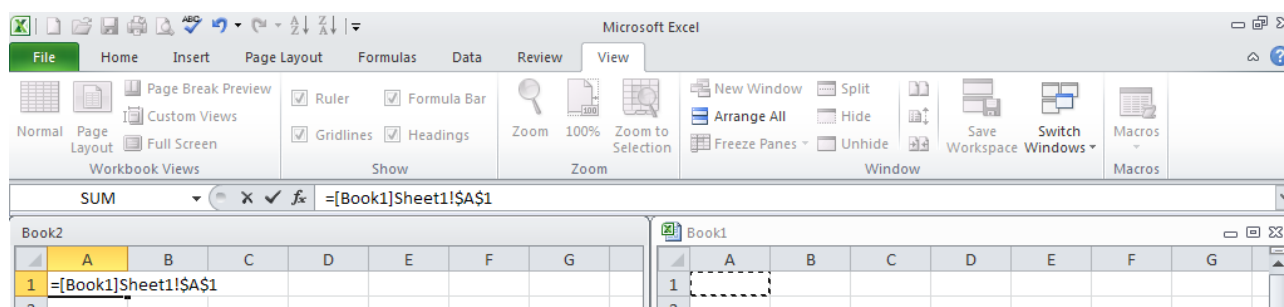 ABC Microsoft Excel
File Home Insert Page Layout Formulas Data Review View
Page Break Preview Ruler Formula Bar New Window Split
Custom Views 100 Arrange All Hide
Normal Page Layout Full Screen Gridlines Headings Zoom 100% Zoom to Selection Freeze Panes Unhide Save Workspace Switch Windows Macros
Workbook Views Show Zoom Window Macros
SUM fx =[Book1]Sheet1!$A$1
Book2 Book1
A B C D E F G A B C D E F G
1 =[Book1]Sheet1!$A$1 1